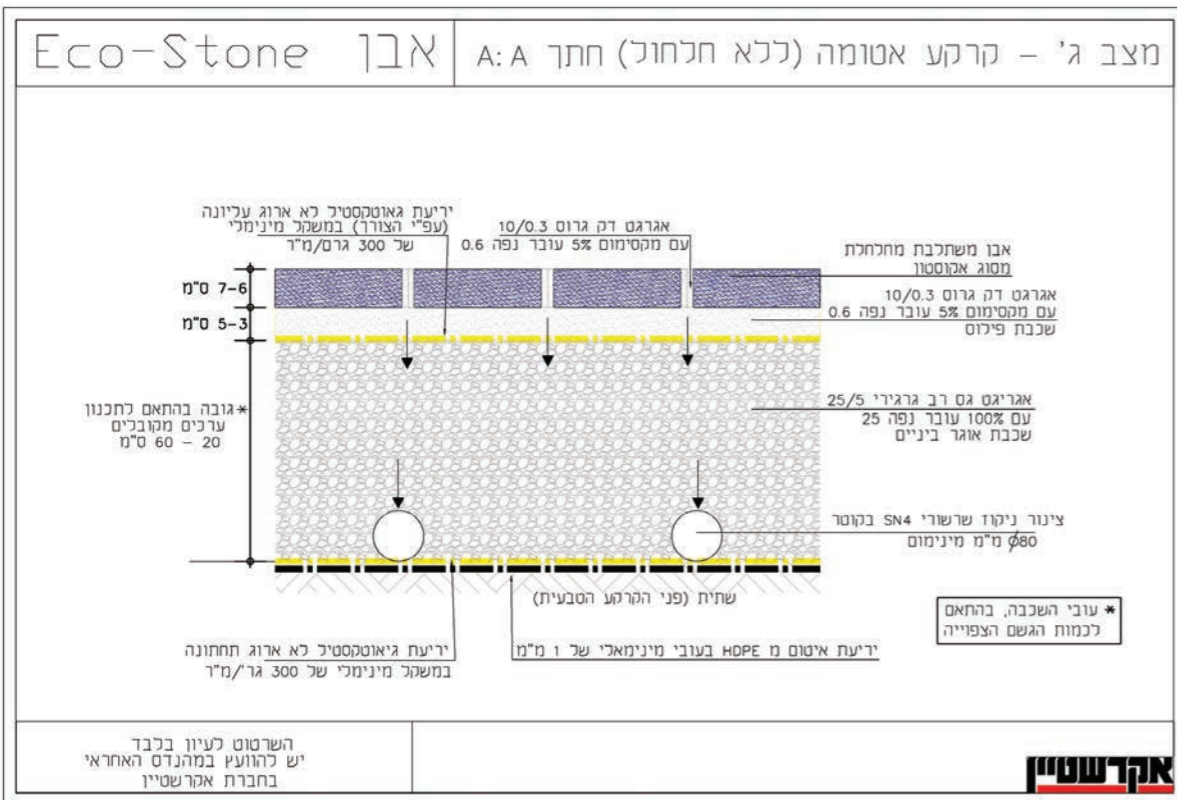 מצב ג' – קרקע אטומה (ללא חלחול) חתך A:A
אבן Eco-Stone
יריעת גאוטקסטיל לא ארוג עליונה
(עפ"י הצורך) במשקל מינימלי
של 300 גרם/מ"ר
אגרגט דק גרוס 10/0.3
עם מקסימום 5% עובר נפה 0.6
אבן משתלבת מחלחלת
מסוג אקוסטון
אגרגט דק גרוס 10/0.3
עם מקסימום 5% עובר נפה 0.6
שכבת פילוס
7-6 ס"מ
5-3 ס"מ
* גובה בהתאם לתכנון
ערכים מקובלים
20 – 60 ס"מ
אגריגט גס רב גרגירי 25/5
עם 100% עובר נפה 25
שכבת אוגר ביניים
צינור ניקוז שרשורי SN4 בקוטר
Ø80 מ"מ מינימום
שתית (פני הקרקע הטבעית)
* עובי השכבה, בהתאם
לכמות הגשם הצפוייה
יריעת איטום מ HDPE בעובי מינימאלי של 1 מ"מ
יריעת גיאוטקסטיל לא ארוג תחתונה
במשקל מינימלי של 300 גר'/מ"ר
השרטוט לעיון בלבד
יש להוועץ במהנדס האחראי
בחברת אקרשטיין
אקרשטיין